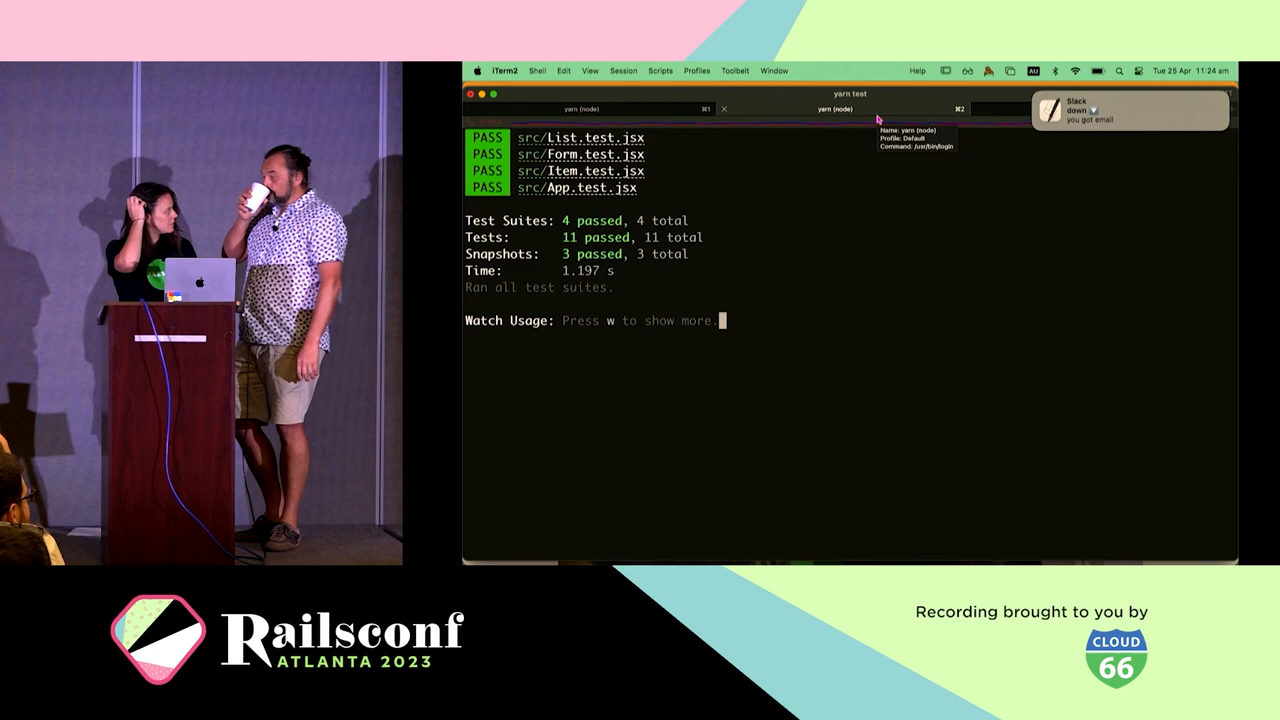 iTerm2 Shell Edit View Session Scripts Profiles Toolbelt Window Help AU Tue 25 Apr 11:24 am
yarn test
yarn (node) ⌘1 yarn (node) ⌘2
Slack
down
you got email
Name: yarn (node)
Profile: Default
Command: /usr/bin/login
PASS src/List.test.jsx
PASS src/Form.test.jsx
PASS src/Item.test.jsx
PASS src/App.test.jsx
Test Suites: 4 passed, 4 total
Tests: 11 passed, 11 total
Snapshots: 3 passed, 3 total
Time: 1.197 s
Ran all test suites.
Watch Usage: Press w to show more.
Railsconf
ATLANTA 2023
Recording brought to you by
CLOUD
66